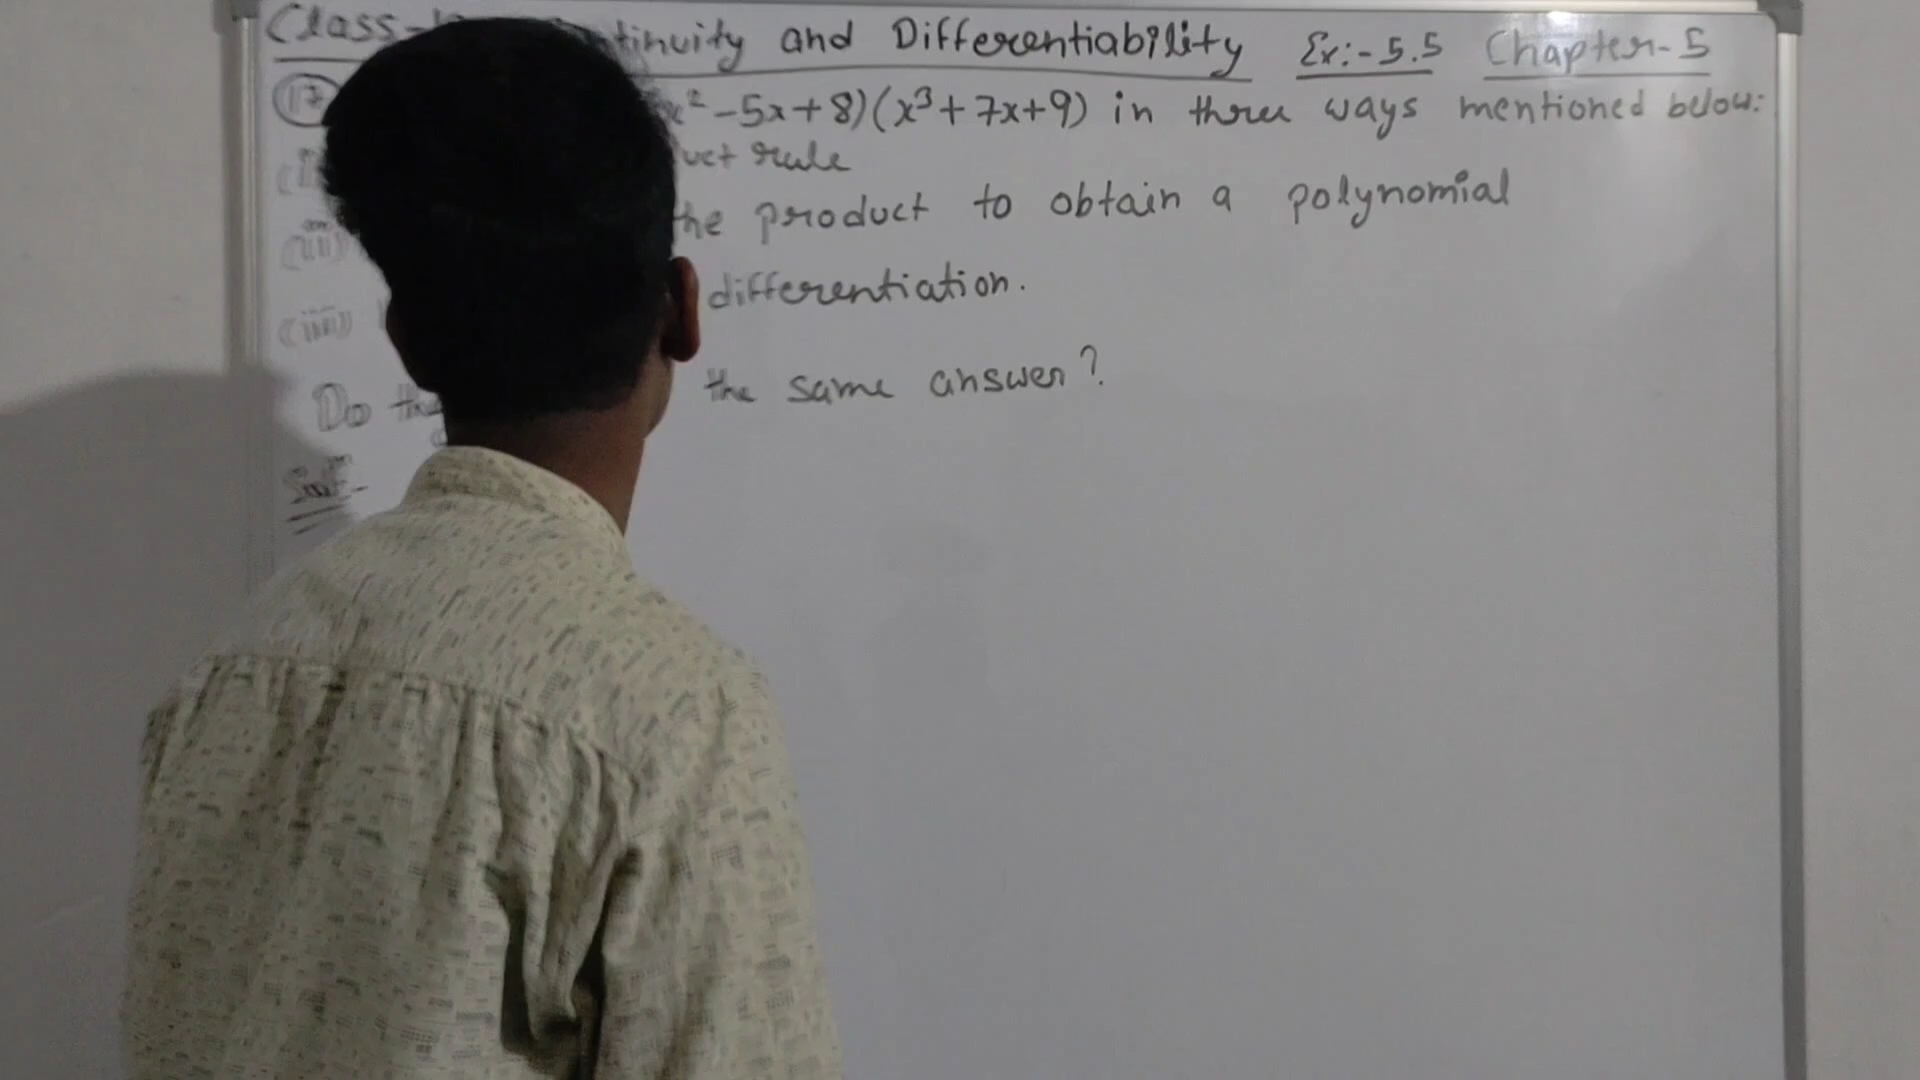 Class- tinuity and Differentiability Ex:-5.5 Chapter-5
17 x²-5x+8)(x³+7x+9) in three ways mentioned below:
(i) uct rule
(ii) he product to obtain a polynomial
(iii) differentiation.
Do the the same answer?
Sol-